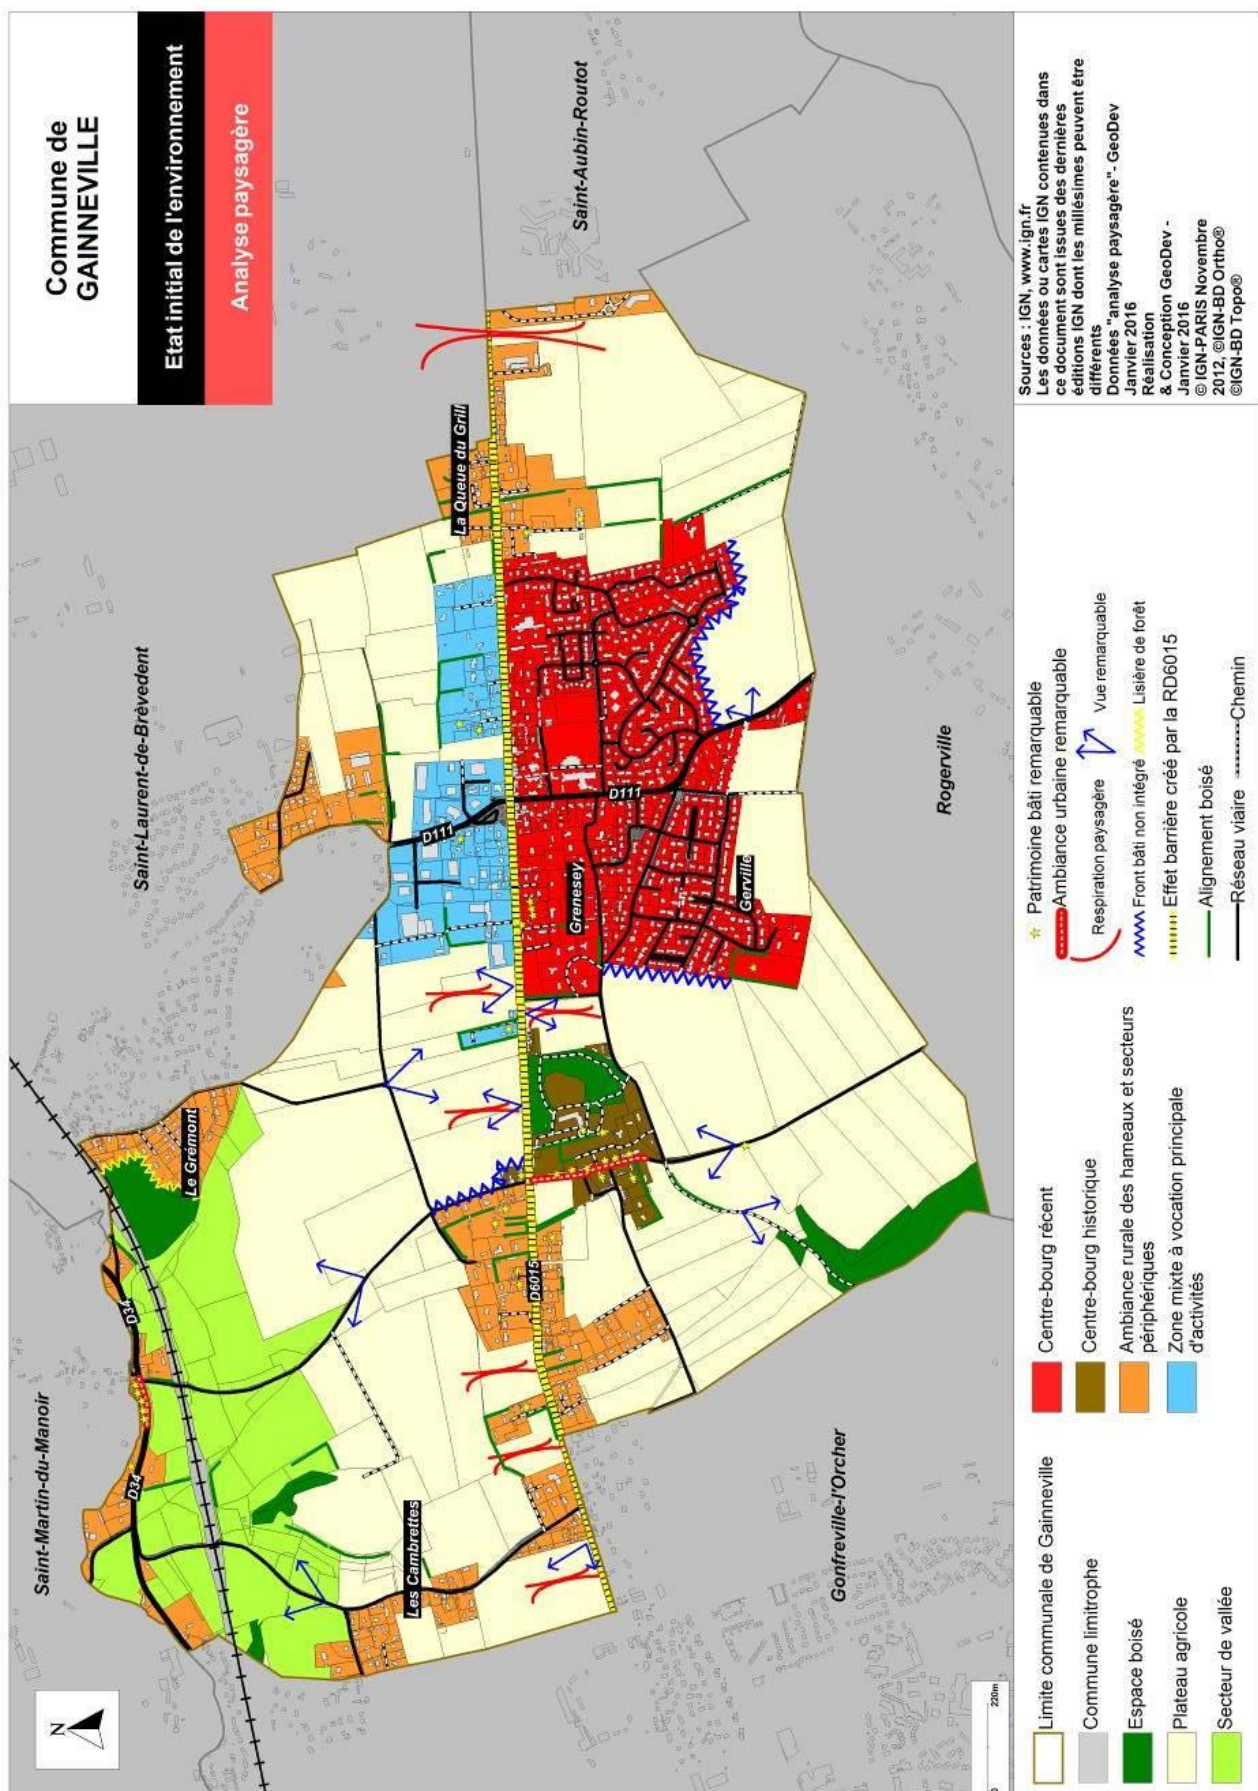 Commune de
GAINNEVILLE
Etat initial de l'environnement
Analyse paysagère
N
Saint-Martin-du-Manoir
Saint-Laurent-de-Brèvedent
Saint-Aubin-Routot
Gonfreville-l'Orcher
Rogerville
D34
D34
Le Grémont
Les Cambrettes
D6015
D111
D111
La Queue du Grill
Grenesey
Gerville
0
220m
Limite communale de Gainneville
Commune limitrophe
Espace boisé
Plateau agricole
Secteur de vallée
Centre-bourg récent
Centre-bourg historique
Ambiance rurale des hameaux et secteurs
périphériques
Zone mixte à vocation principale
d'activités
Patrimoine bâti remarquable
Ambiance urbaine remarquable
Respiration paysagère
Vue remarquable
Front bâti non intégré
Lisière de forêt
Effet barrière créé par la RD6015
Alignement boisé
Réseau viaire
Chemin
Sources : IGN, www.ign.fr
Les données ou cartes IGN contenues dans
ce document sont issues des dernières
éditions IGN dont les millésimes peuvent être
différents
Données "analyse paysagère"- GeoDev
Janvier 2016
Réalisation
& Conception GeoDev -
Janvier 2016
© IGN-PARIS Novembre
2012, ©IGN-BD Ortho®
©IGN-BD Topo®